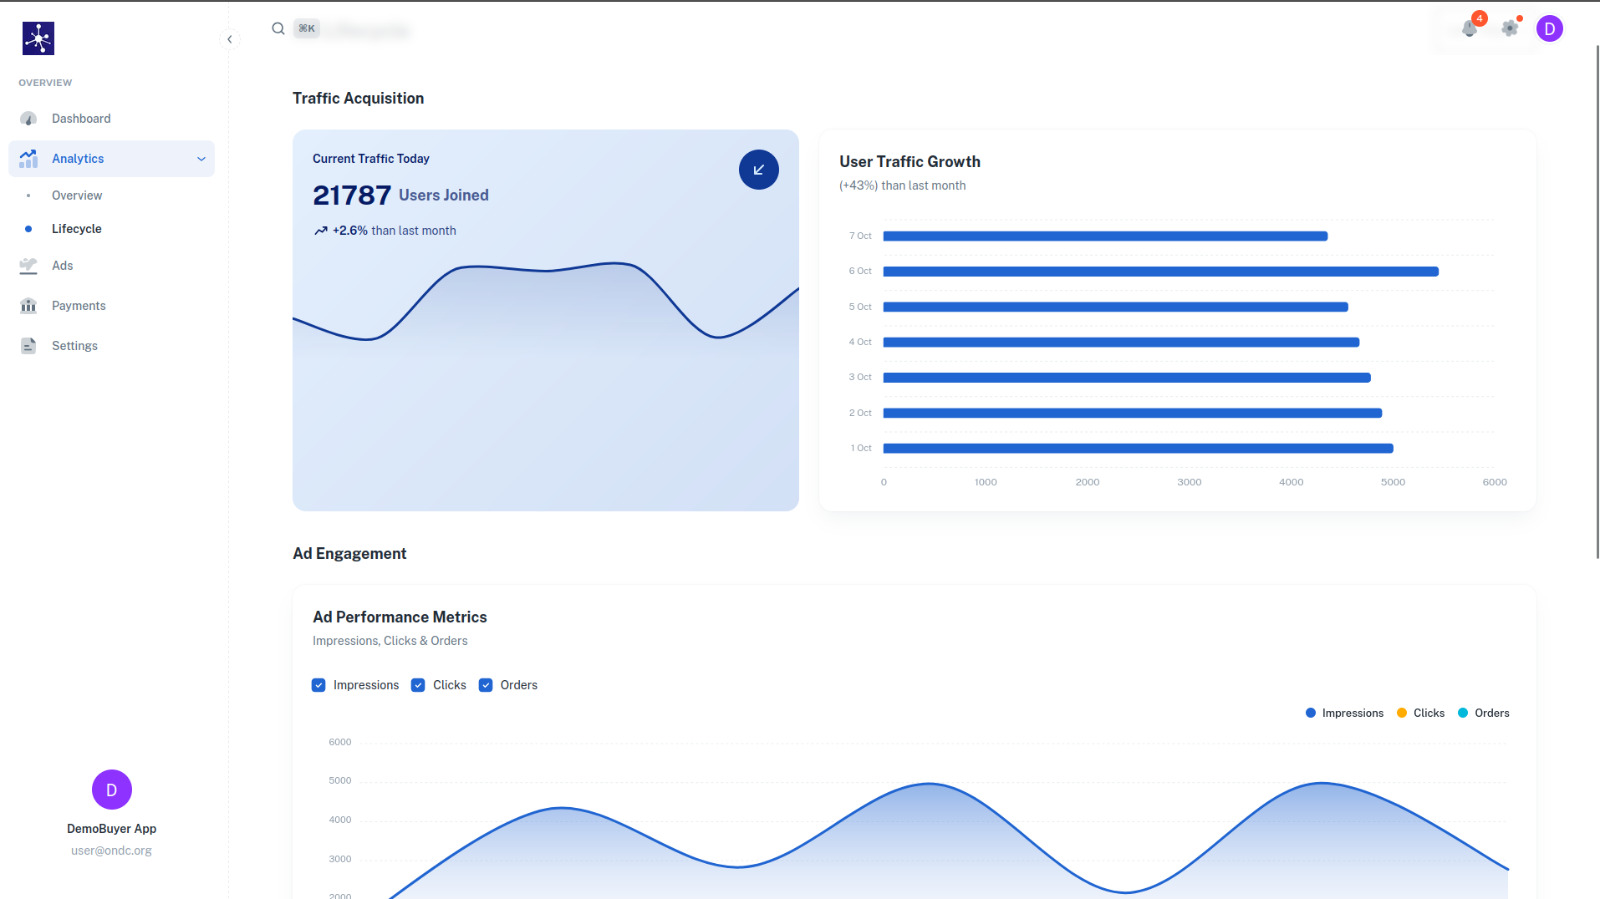 ⌘K
4
D
OVERVIEW
Dashboard
Analytics
Overview
Lifecycle
Ads
Payments
Settings
D
DemoBuyer App
user@ondc.org
Traffic Acquisition
Current Traffic Today
21787 Users Joined
+2.6% than last month
User Traffic Growth
(+43%) than last month
7 Oct
6 Oct
5 Oct
4 Oct
3 Oct
2 Oct
1 Oct
0 1000 2000 3000 4000 5000 6000
Ad Engagement
Ad Performance Metrics
Impressions, Clicks & Orders
Impressions Clicks Orders
Impressions Clicks Orders
6000
5000
4000
3000
2000